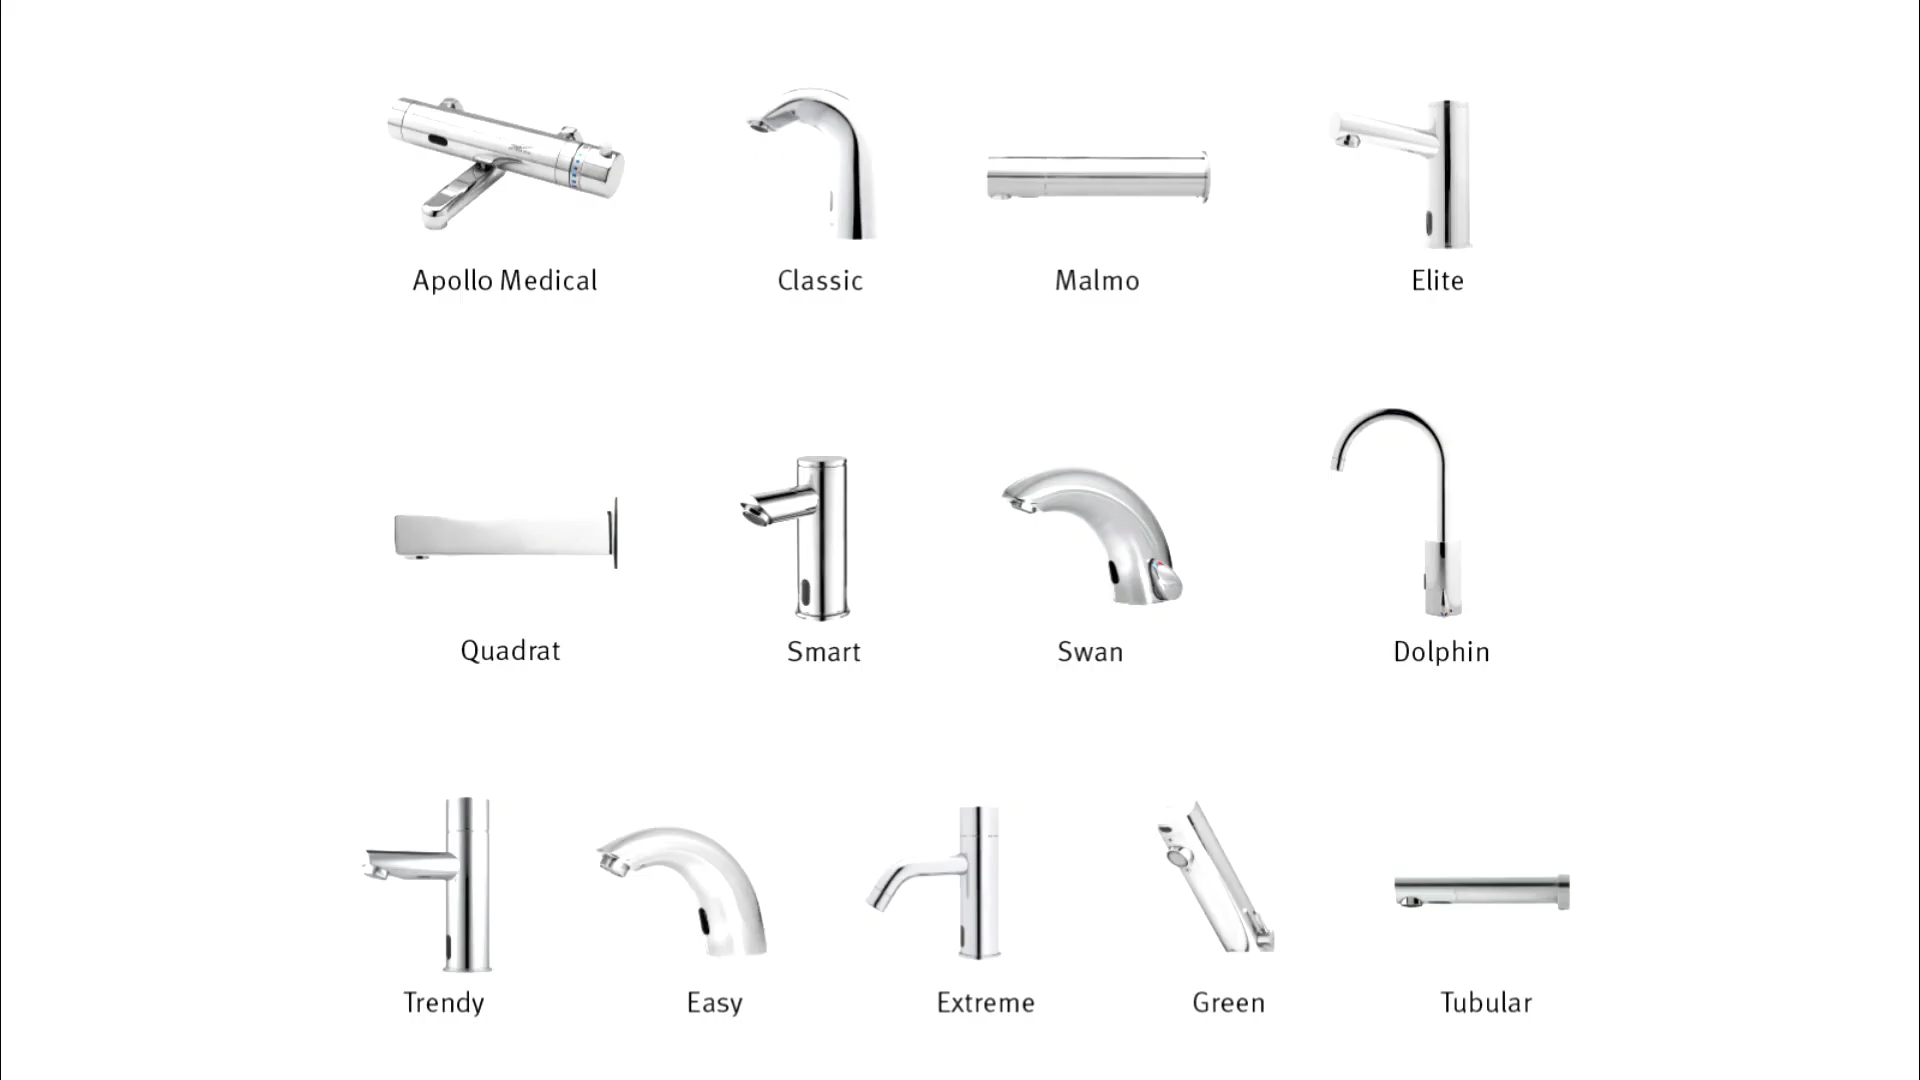 Apollo Medical
Classic
Malmo
Elite
Quadrat
Smart
Swan
Dolphin
Trendy
Easy
Extreme
Green
Tubular